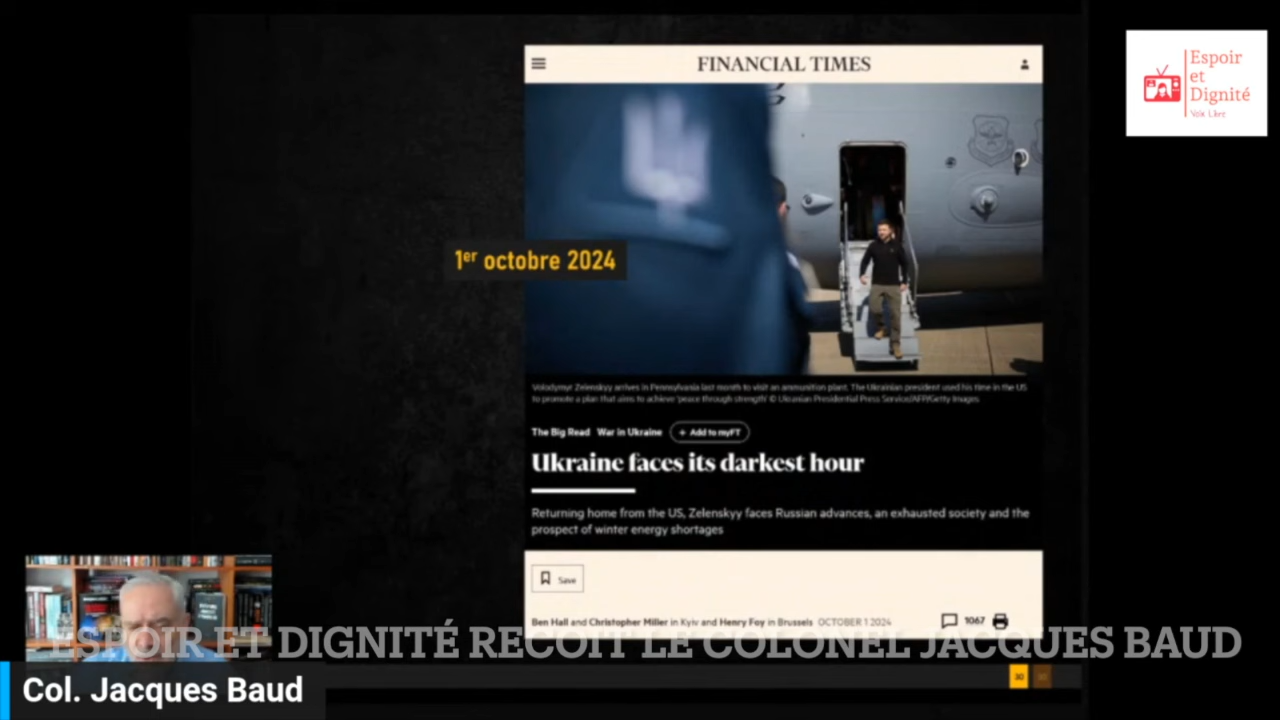 FINANCIAL TIMES
Espoir
et
Dignité
Voix Libre
1er octobre 2024
Volodymyr Zelenskyy arrives in Pennsylvania last month to visit an ammunition plant. The Ukrainian president used his time in the US
to promote a plan that aims to achieve 'peace through strength' © Ukrainian Presidential Press Service/AFP/Getty Images
The Big Read War in Ukraine + Add to myFT
Ukraine faces its darkest hour
Returning home from the US, Zelenskyy faces Russian advances, an exhausted society and the
prospect of winter energy shortages
Save
Ben Hall and Christopher Miller in Kyiv and Henry Foy in Brussels OCTOBER 1 2024 1067
ESPOIR ET DIGNITÉ REÇOIT LE COLONEL JACQUES BAUD
Col. Jacques Baud